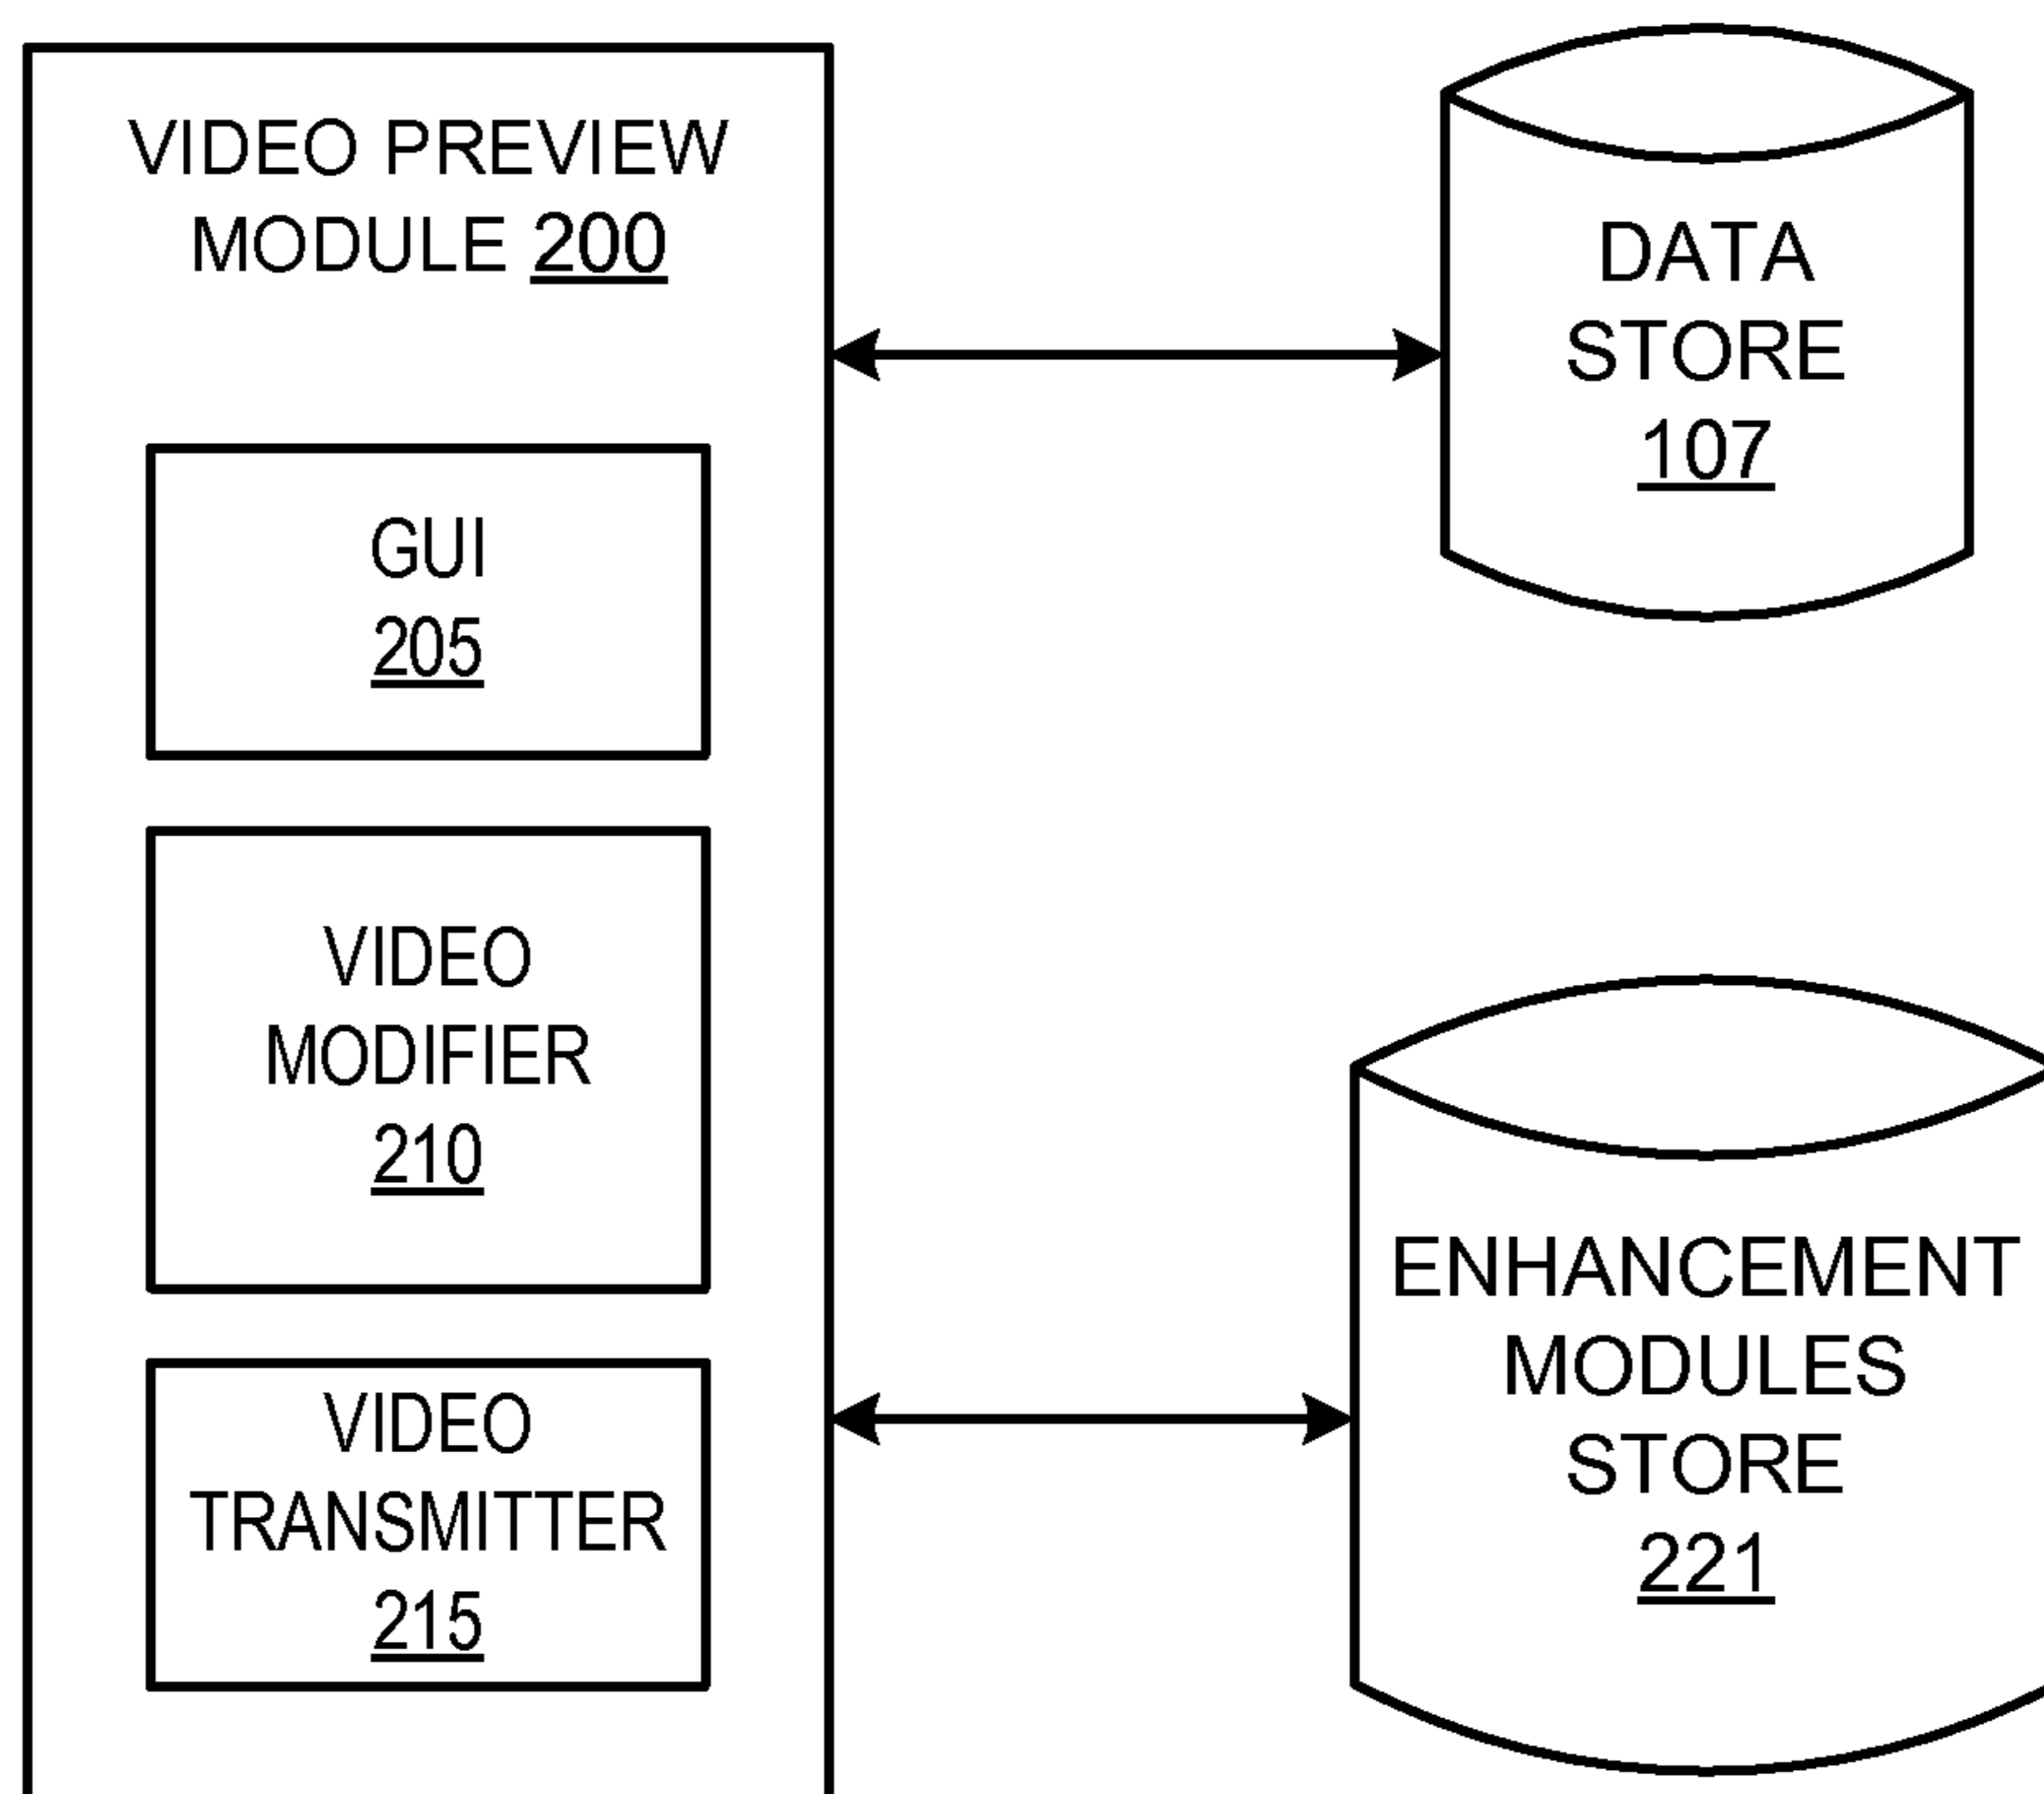 VIDEO PREVIEW
MODULE 200
GUI
205
VIDEO
MODIFIER
210
VIDEO
TRANSMITTER
215
DATA
STORE
107
ENHANCEMENT
MODULES
STORE
221